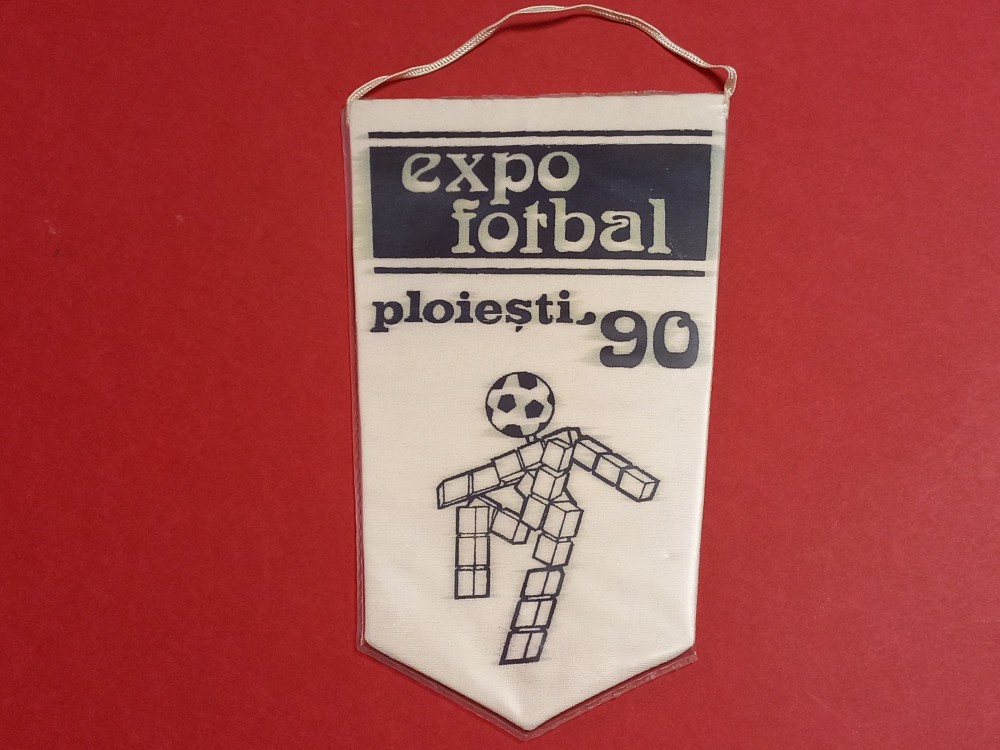 expo
fotbal
ploiești, 90